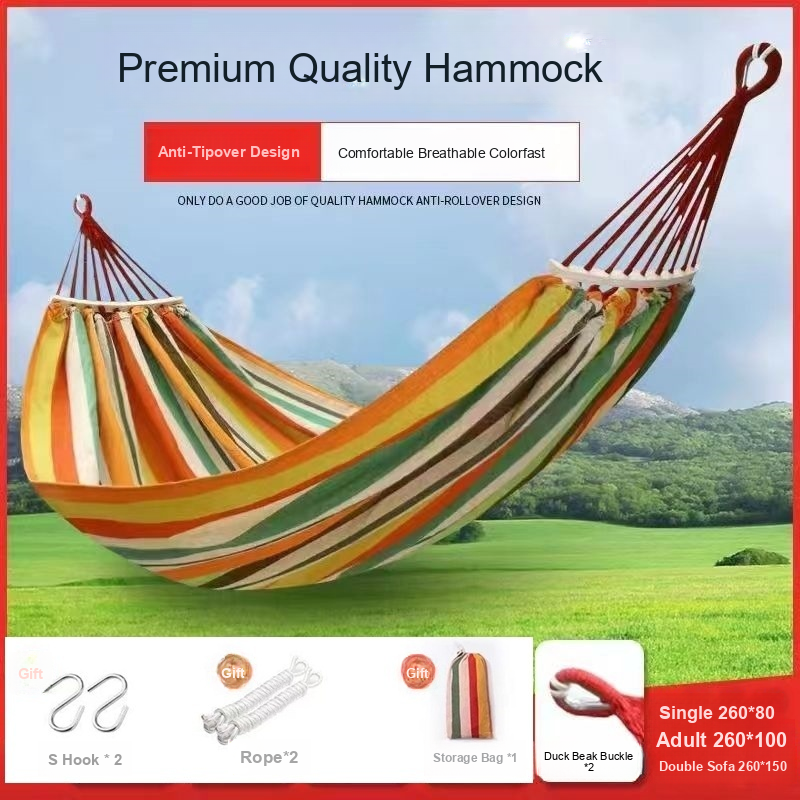 Premium Quality Hammock
Anti-Tipover Design
Comfortable Breathable Colorfast
ONLY DO A GOOD JOB OF QUALITY HAMMOCK ANTI-ROLLOVER DESIGN
Gift
Gift
Gift
S Hook * 2
Rope*2
Storage Bag *1
Duck Beak Buckle
*2
Single 260*80
Adult 260*100
Double Sofa 260*150